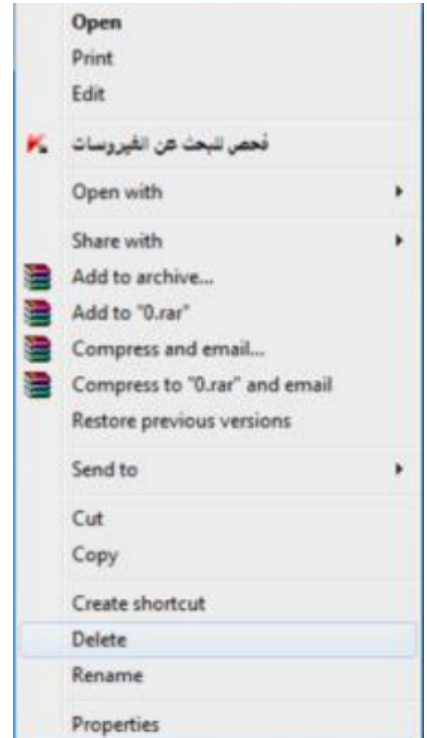 Open
Print
Edit
فحص للبحث عن الفيروسات
Open with
Share with
Add to archive...
Add to "0.rar"
Compress and email...
Compress to "0.rar" and email
Restore previous versions
Send to
Cut
Copy
Create shortcut
Delete
Rename
Properties